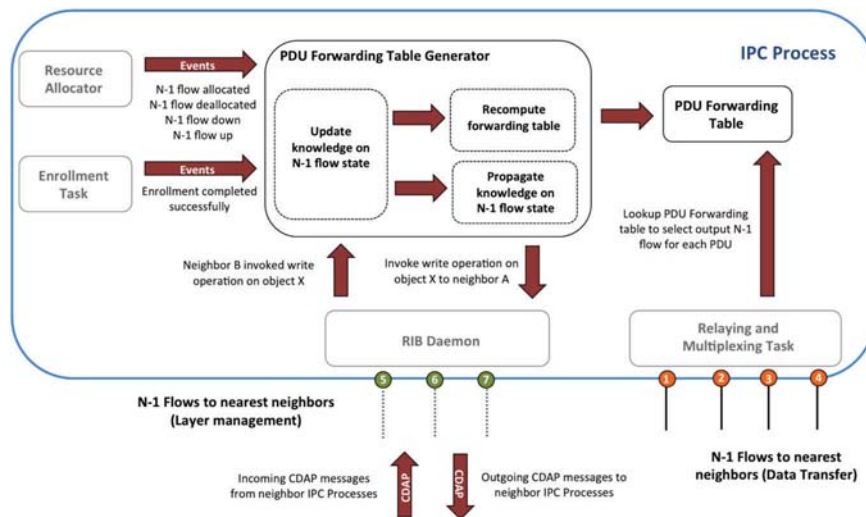 IPC Process
Resource
Allocator
Events
N-1 flow allocated
N-1 flow deallocated
N-1 flow down
N-1 flow up
Enrollment
Task
Events
Enrollment completed
successfully
PDU Forwarding Table Generator
Update
knowledge on
N-1 flow state
Recompute
forwarding table
Propagate
knowledge on
N-1 flow state
PDU Forwarding
Table
Lookup PDU Forwarding
table to select output N-1
flow for each PDU
Neighbor B invoked write
operation on object X
Invoke write operation on
object X to neighbor A
RIB Daemon
Relaying and
Multiplexing Task
5
6
7
1
2
3
4
N-1 Flows to nearest neighbors
(Layer management)
N-1 Flows to nearest
neighbors (Data Transfer)
Incoming CDAP messages
from neighbor IPC Processes
CDAP
CDAP
Outgoing CDAP messages to
neighbor IPC Processes